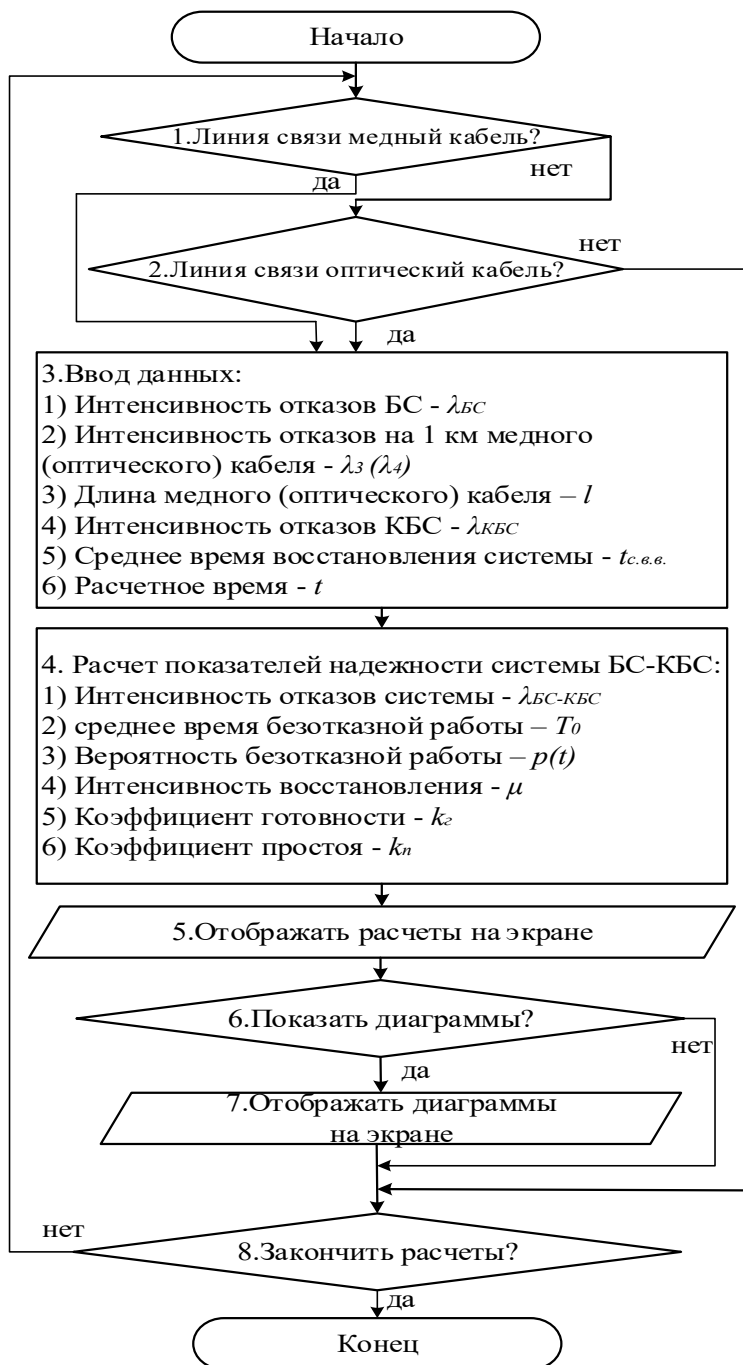 Начало
1.Линия связи медный кабель?
нет
да
нет
2.Линия связи оптический кабель?
да
3.Ввод данных:
1) Интенсивность отказов БС - λБС
2) Интенсивность отказов на 1 км медного
(оптического) кабеля - λ3 (λ4)
3) Длина медного (оптического) кабеля – l
4) Интенсивность отказов КБС - λКБС
5) Среднее время восстановления системы - tс.в.в.
6) Расчетное время - t
4. Расчет показателей надежности системы БС-КБС:
1) Интенсивность отказов системы - λБС-КБС
2) среднее время безотказной работы – T0
3) Вероятность безотказной работы – p(t)
4) Интенсивность восстановления - μ
5) Коэффициент готовности - kг
6) Коэффициент простоя - kп
5.Отображать расчеты на экране
6.Показать диаграммы?
нет
да
7.Отображать диаграммы
на экране
нет
8.Закончить расчеты?
да
Конец